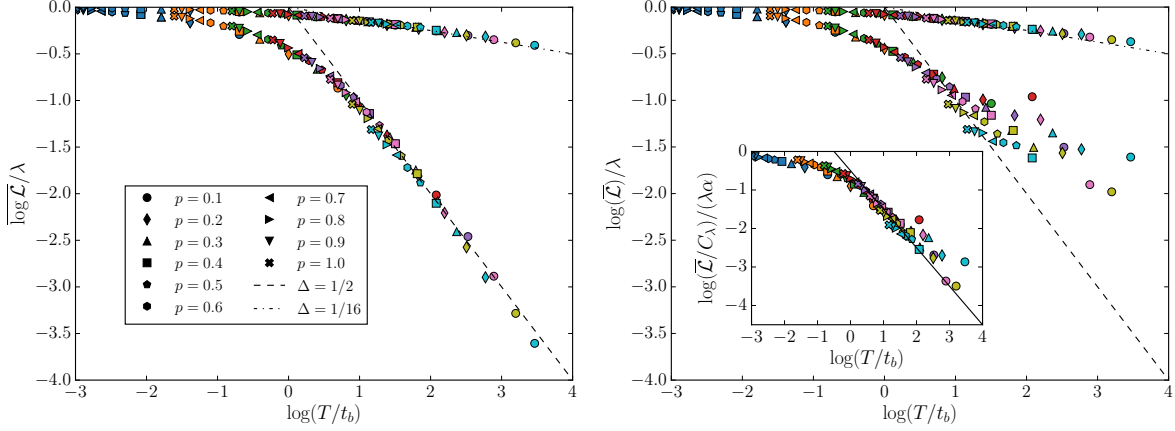 0.0
−0.5
−1.0
−1.5
−2.0
−2.5
−3.0
−3.5
−4.0
−3 −2 −1 0 1 2 3 4
log(T/t_b)
\overline{log 𝓛}/λ
p = 0.1
p = 0.2
p = 0.3
p = 0.4
p = 0.5
p = 0.6
p = 0.7
p = 0.8
p = 0.9
p = 1.0
Δ = 1/2
Δ = 1/16
0.0
−0.5
−1.0
−1.5
−2.0
−2.5
−3.0
−3.5
−4.0
−3 −2 −1 0 1 2 3 4
log(T/t_b)
log(\overline{𝓛})/λ
0
−1
−2
−3
−4
−3 −2 −1 0 1 2 3 4
log(T/t_b)
log(\overline{𝓛}/C_λ)/(λα)